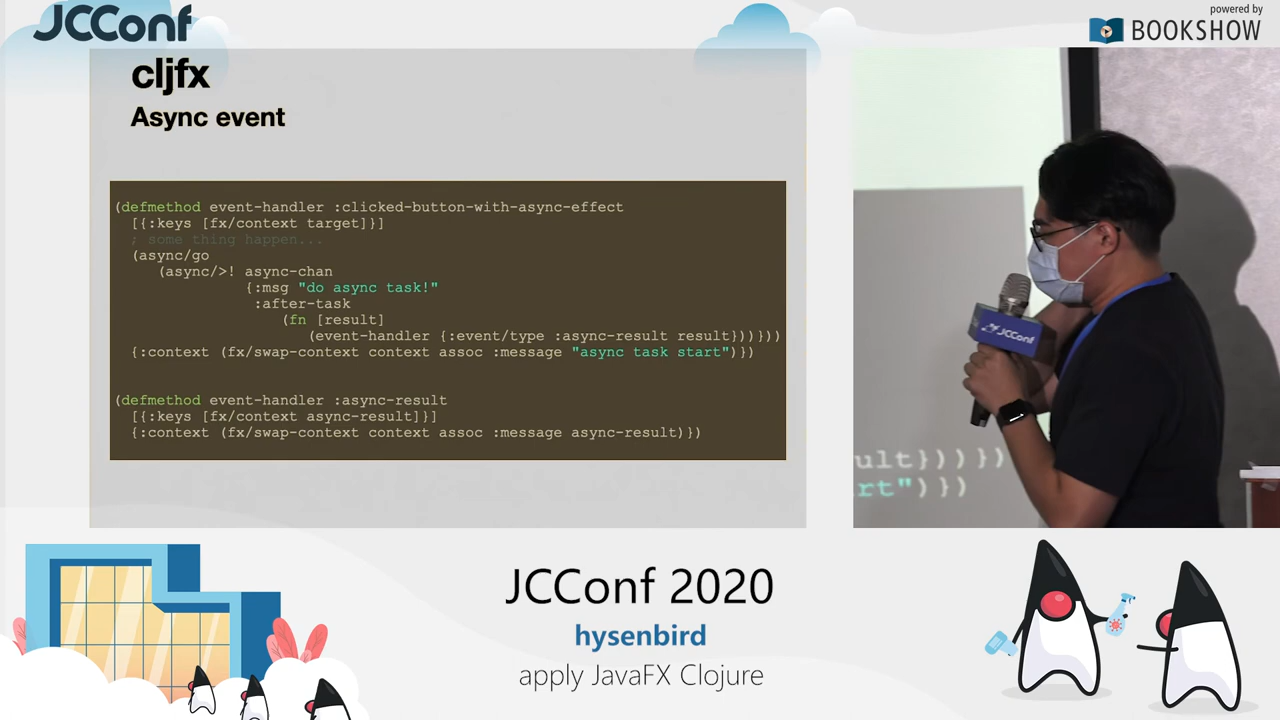 JCConf
powered by
BOOKSHOW
cljfx
Async event
(defmethod event-handler :clicked-button-with-async-effect
[{:keys [fx/context target]}]
; some thing happen...
(async/go
(async/>! async-chan
{:msg "do async task!"
:after-task
(fn [result]
(event-handler {:event/type :async-result result}))}))
{:context (fx/swap-context context assoc :message "async task start")})
(defmethod event-handler :async-result
[{:keys [fx/context async-result]}]
{:context (fx/swap-context context assoc :message async-result)})
JCConf
ult}))})
rt")})
JCConf 2020
hysenbird
apply JavaFX Clojure